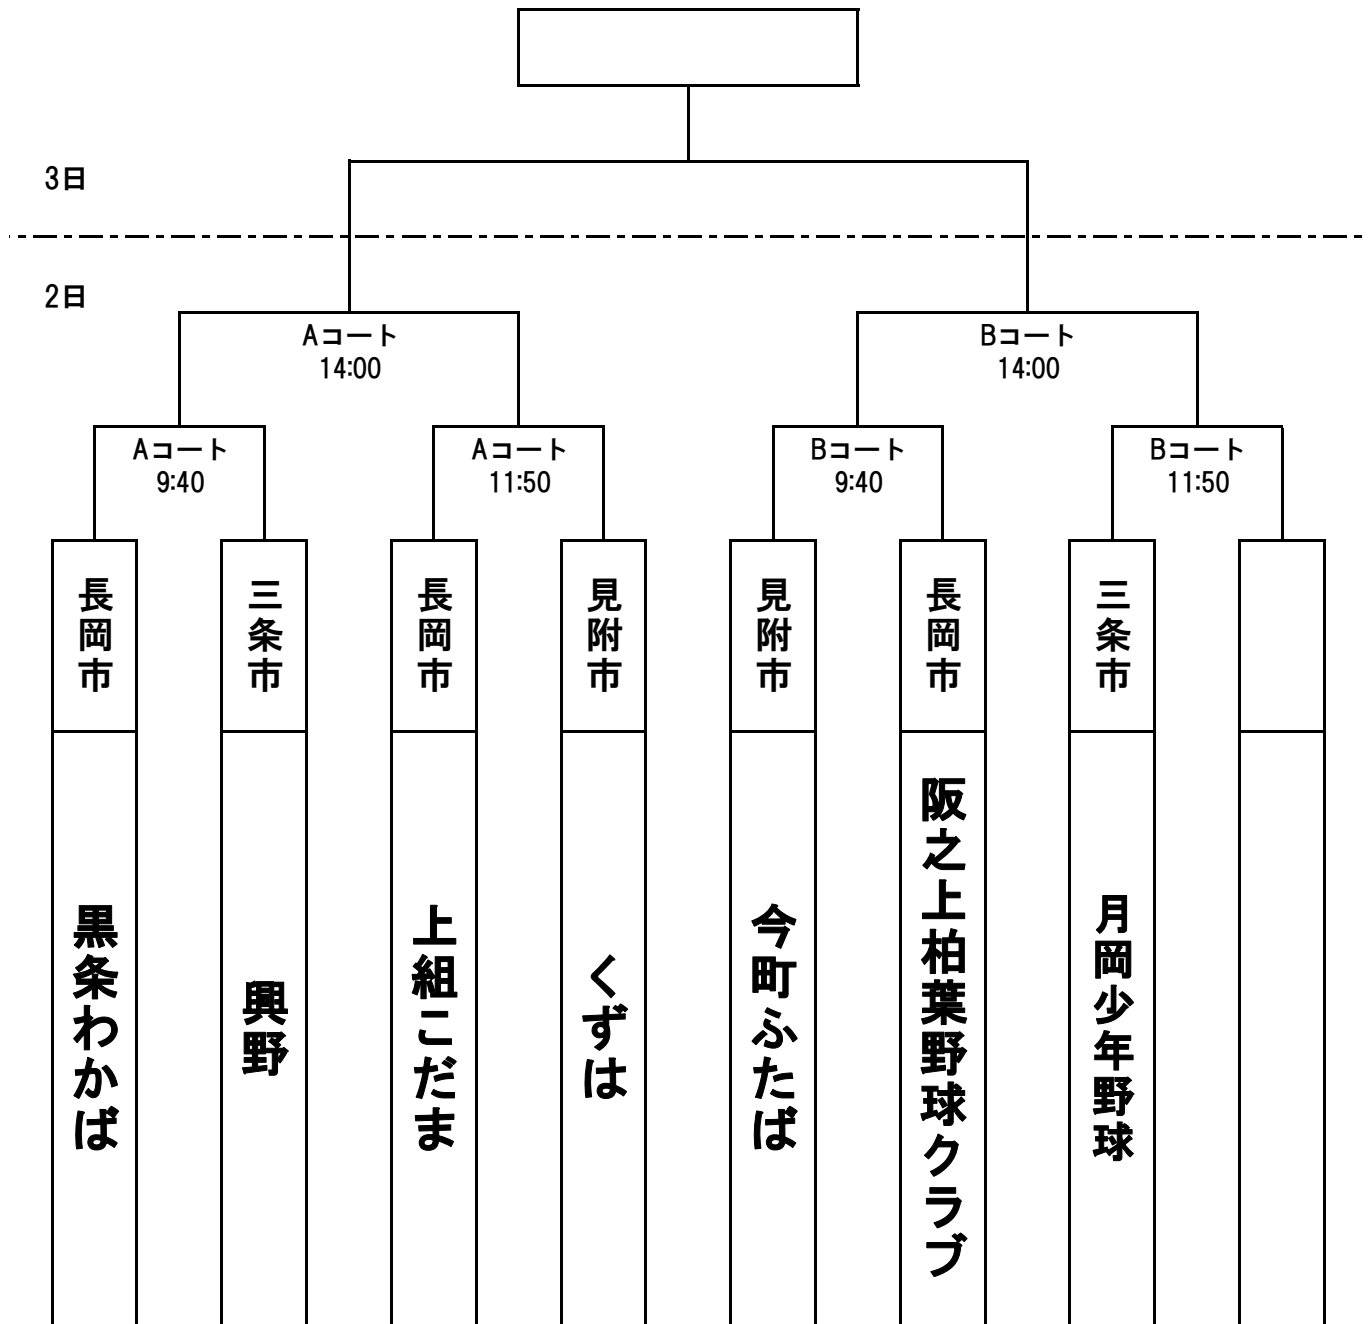 3日
2日
Aコート
14:00
Bコート
14:00
Aコート
9:40
Aコート
11:50
Bコート
9:40
Bコート
11:50
長岡市
三条市
長岡市
見附市
見附市
長岡市
三条市
黒条わかば
興野
上組こだま
くずは
今町ふたば
阪之上柏葉野球クラブ
月岡少年野球